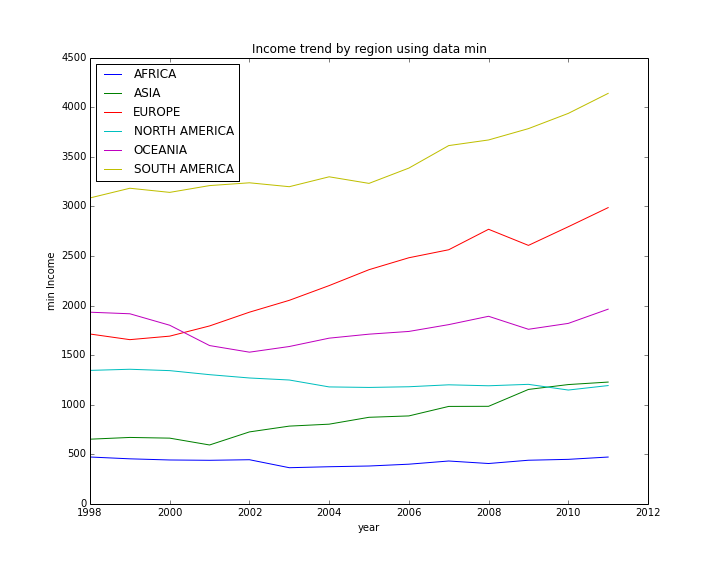 Income trend by region using data min
4500
4000
3500
3000
2500
2000
1500
1000
500
0
min Income
AFRICA
ASIA
EUROPE
NORTH AMERICA
OCEANIA
SOUTH AMERICA
1998 2000 2002 2004 2006 2008 2010 2012
year